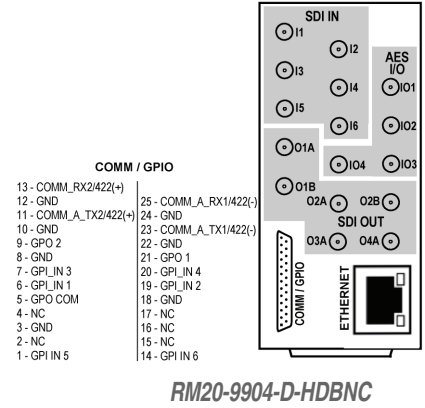 SDI IN
I1
I2
AES
I/O
I3
I4
IO1
I5
I6
IO2
O1A
IO4
IO3
O1B
O2A
O2B
SDI OUT
O3A
O4A
COMM / GPIO
ETHERNET
COMM / GPIO
13 - COMM_RX2/422(+)
12 - GND
11 - COMM_A_TX2/422(+)
10 - GND
9 - GPO 2
8 - GND
7 - GPI_IN 3
6 - GPI_IN 1
5 - GPO COM
4 - NC
3 - GND
2 - NC
1 - GPI IN 5
25 - COMM_A_RX1/422(-)
24 - GND
23 - COMM_A_TX1/422(-)
22 - GND
21 - GPO 1
20 - GPI_IN 4
19 - GPI_IN 2
18 - GND
17 - NC
16 - NC
15 - NC
14 - GPI IN 6
RM20-9904-D-HDBNC